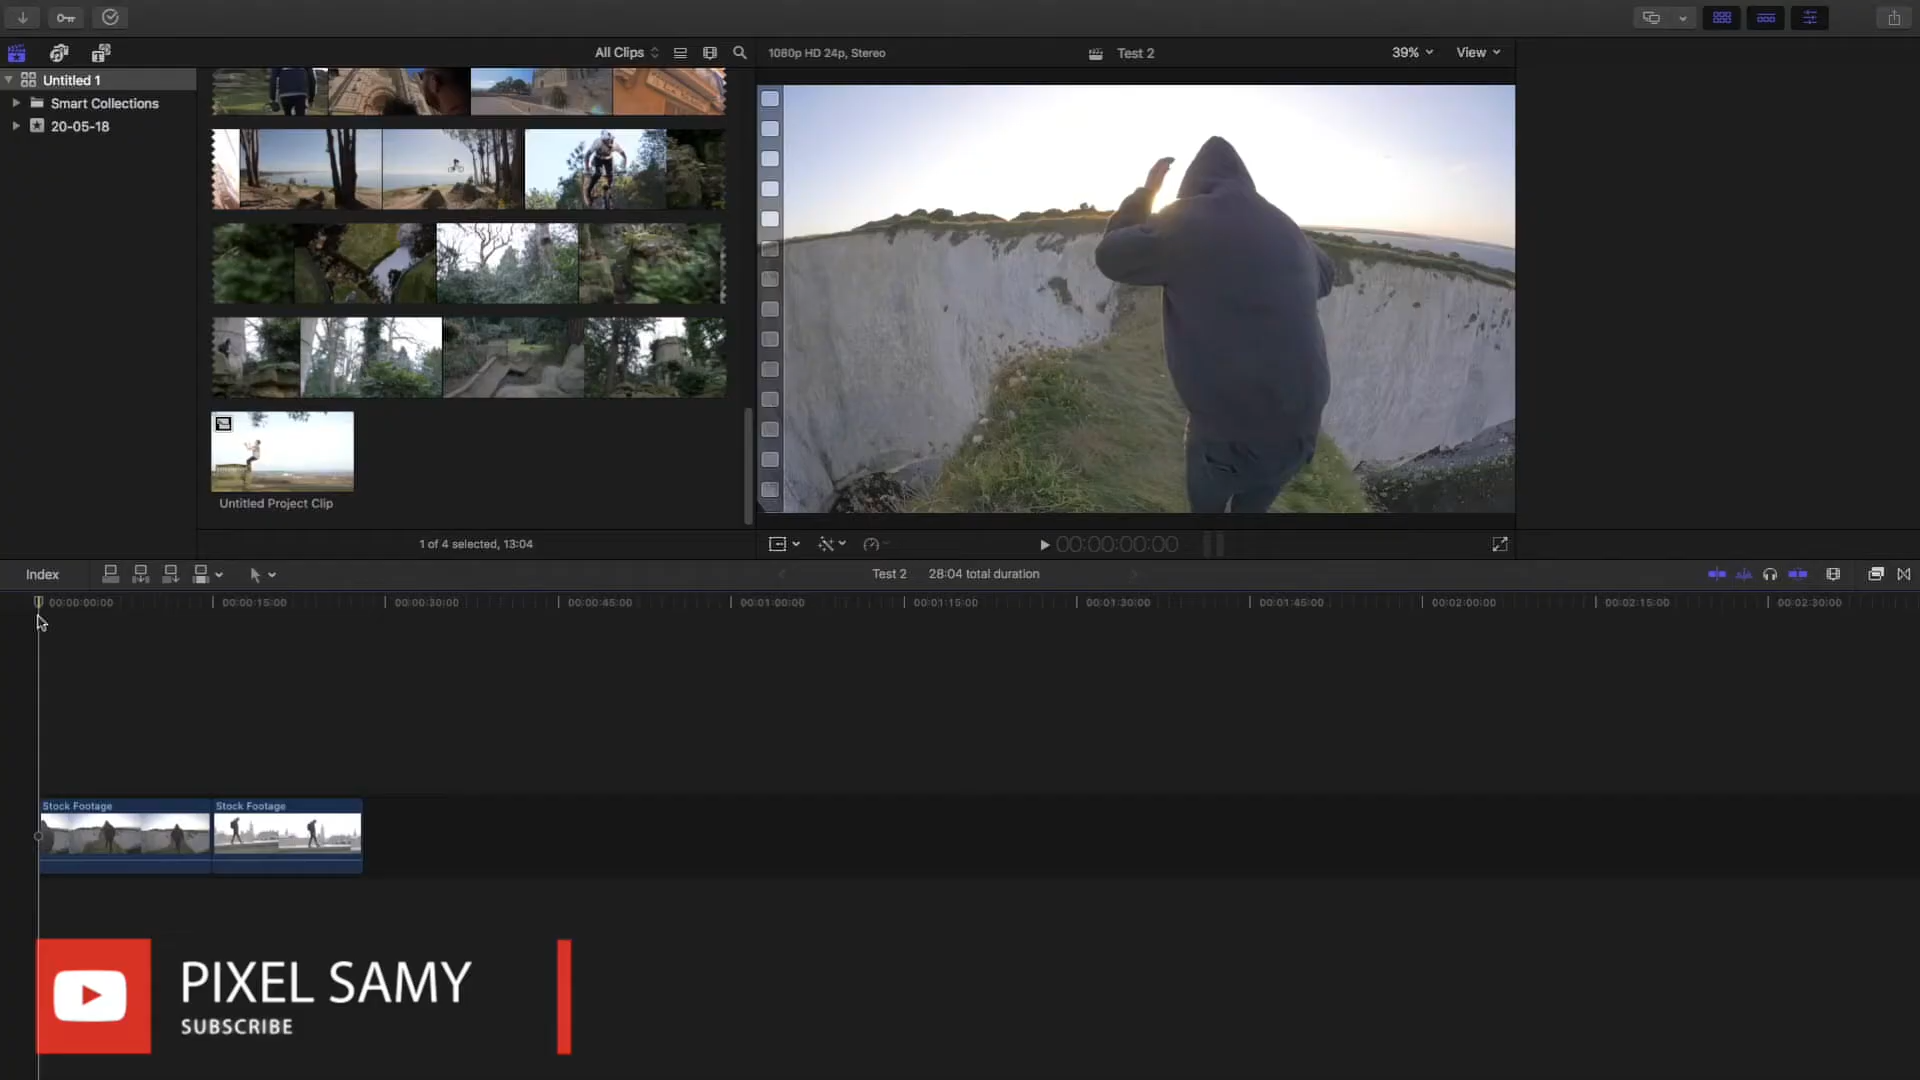 All Clips
1080p HD 24p, Stereo
Test 2
39%
View
Untitled 1
Smart Collections
20-05-18
Untitled Project Clip
1 of 4 selected, 13:04
00:00:00:00
Index
Test 2
28:04 total duration
00:00:00:00
00:00:15:00
00:00:30:00
00:00:45:00
00:01:00:00
00:01:15:00
00:01:30:00
00:01:45:00
00:02:00:00
00:02:15:00
00:02:30:00
Stock Footage
Stock Footage
PIXEL SAMY
SUBSCRIBE